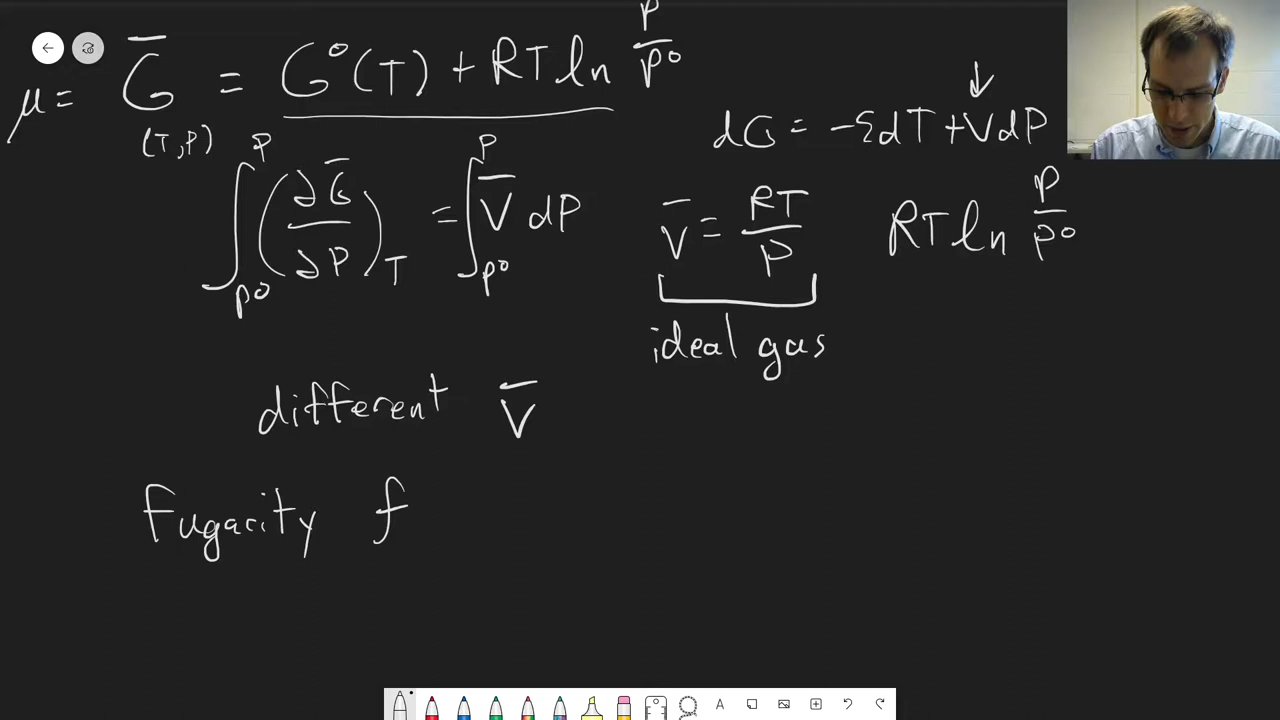 μ = G̅ (T, P) = G°(T) + RT ln P/P°
dG = -SdT + VdP
∫_{P°}^{P} (∂G̅/∂P)_T = ∫_{P°}^{P} V̅ dP
V̅ = RT/P
RT ln P/P°
ideal gas
different V̅
Fugacity f
A